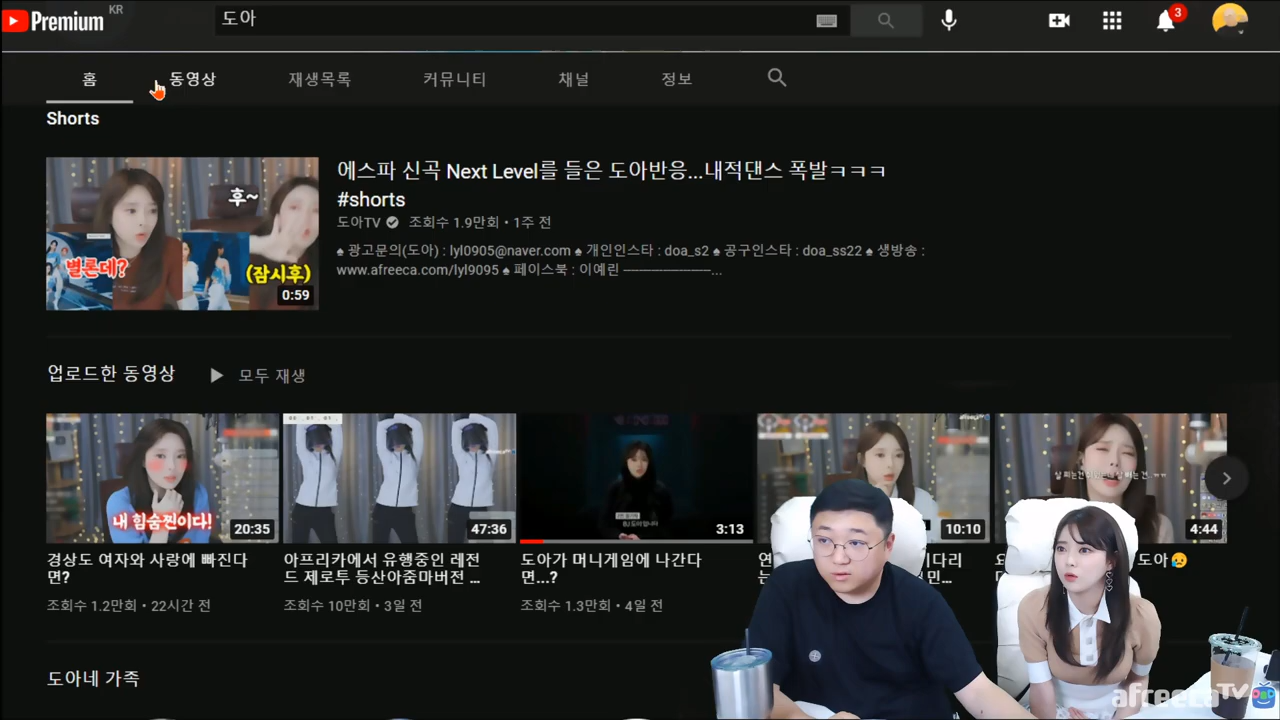 Premium KR
도아
3
홈 동영상 재생목록 커뮤니티 채널 정보
Shorts
후~
별론데?
(잠시후)
0:59
에스파 신곡 Next Level를 들은 도아반응...내적댄스 폭발ㅋㅋㅋ
#shorts
도아TV 조회수 1.9만회 • 1주 전
♠ 광고문의(도아) : lyl0905@naver.com ♠ 개인인스타 : doa_s2 ♠ 공구인스타 : doa_ss22 ♠ 생방송 :
www.afreeca.com/lyl9095 ♠ 페이스북 : 이예린 ---------------------...
업로드한 동영상 모두 재생
내 힘숨찐이다!
20:35
47:36
3:13
10:10
4:44
경상도 여자와 사랑에 빠진다
면?
조회수 1.2만회 • 22시간 전
아프리카에서 유행중인 레전
드 제로투 등산아줌마버전 ...
조회수 10만회 • 3일 전
도아가 머니게임에 나간다
면...?
조회수 1.3만회 • 4일 전
도아😥
도아네 가족
afreecaTV